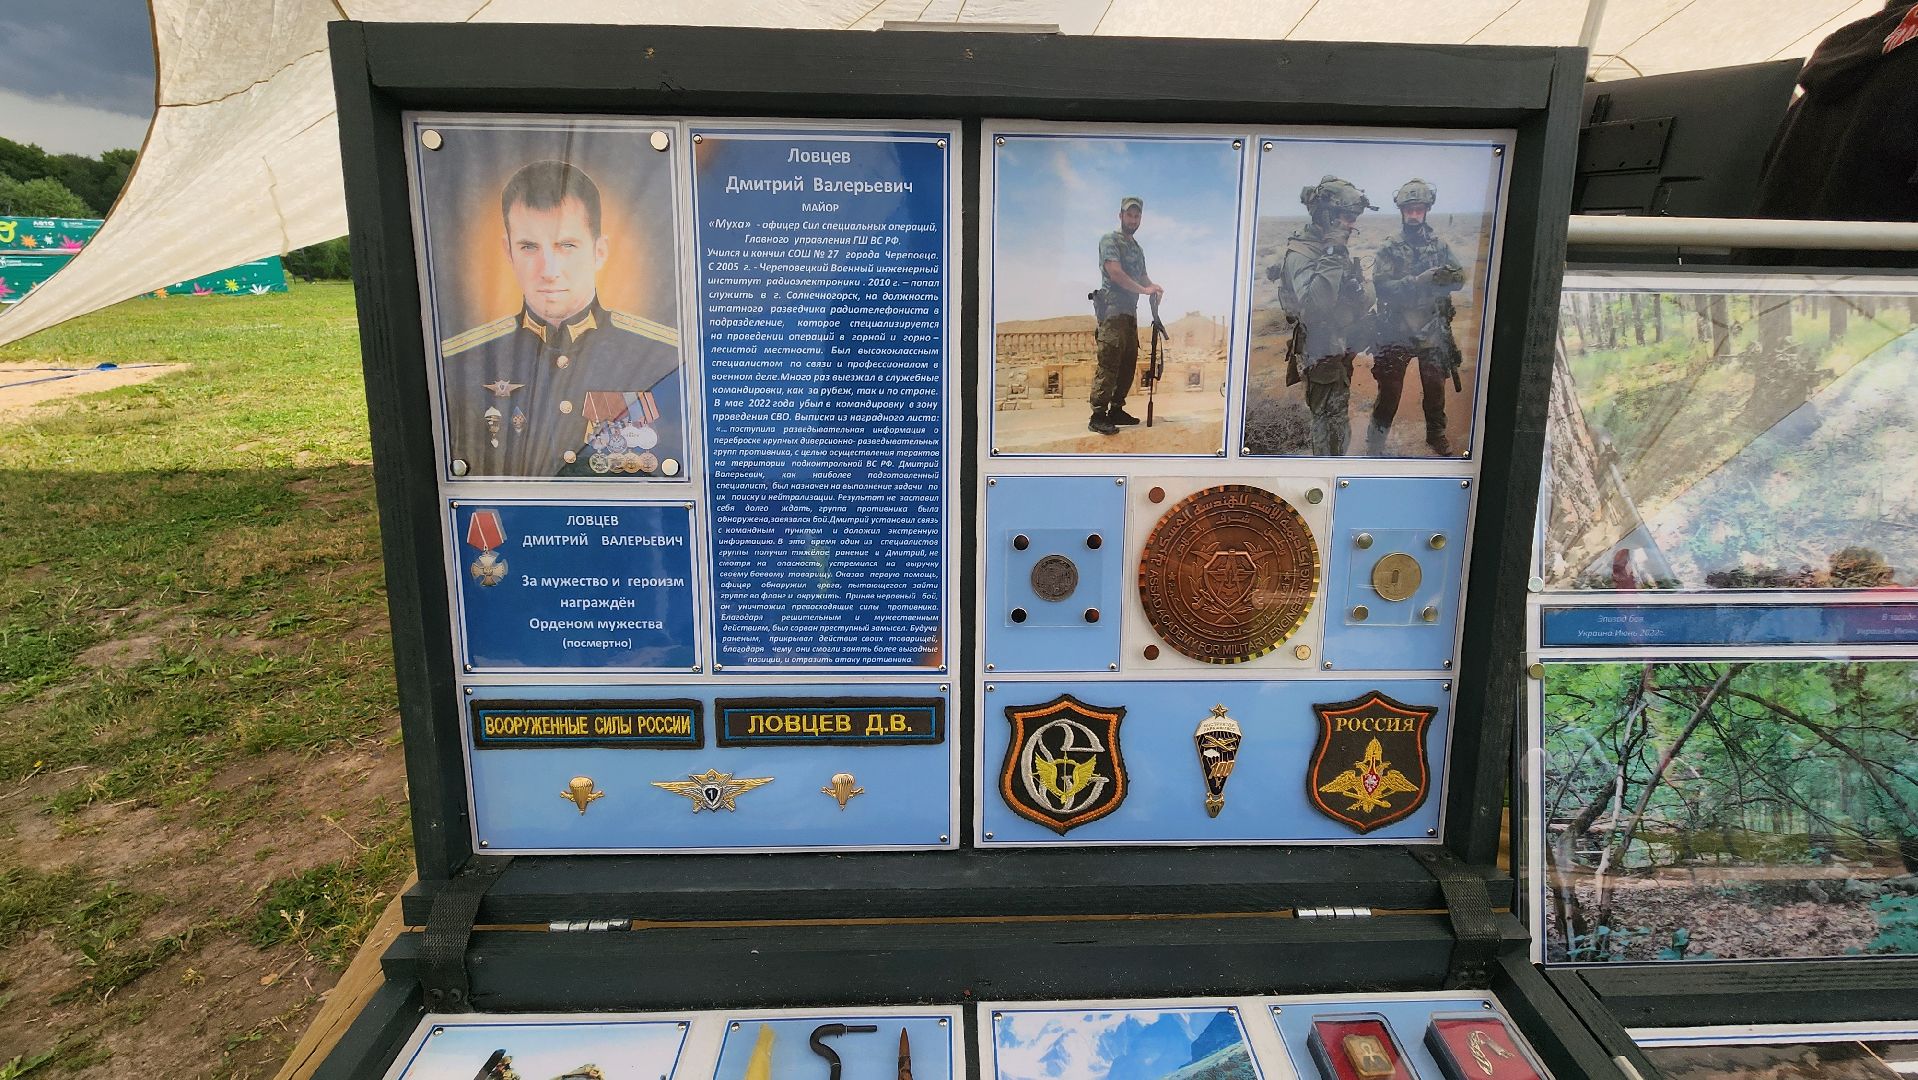 Ловцев
Дмитрий Валерьевич
МАЙОР
«Муха» - офицер Сил специальных операций,
Главного управления ГШ ВС РФ.
Учился и кончил СОШ № 27 города Череповца.
С 2005 г. - Череповецкий Военный инженерный
институт радиоэлектроники . 2010 г. – попал
служить в г. Солнечногорск, на должность
штатного разведчика радиотелефониста в
подразделение, которое специализируется
на проведении операций в горной и горно –
лесистой местности. Был высококлассным
специалистом по связи и профессионалом в
военном деле.Много раз выезжал в служебные
командировки, как за рубеж, так и по стране.
В мае 2022 года убыл в командировку в зону
проведения СВО. Выписка из наградного листа:
«... поступила разведывательная информация о
переброске крупных диверсионно- разведывательных
групп противника, с целью осуществления терактов
на территории подконтрольной ВС РФ. Дмитрий
Валерьевич, как наиболее подготовленный
специалист, был назначен на выполнение задачи по
их поиску и нейтрализации. Результат не заставил
себя долго ждать, группа противника была
обнаружена,завязался бой.Дмитрий установил связь
с командным пунктом и доложил экстренную
информацию. В это время один из специалистов
группы получил тяжёлое ранение и Дмитрий, не
смотря на опасность, устремился на выручку
своему боевому товарищу. Оказав первую помощь,
офицер обнаружил врага, пытающегося зайти
группе во фланг и окружить. Приняв неравный бой,
он уничтожил превосходящие силы противника.
Благодаря решительным и мужественным
действиям, был сорван преступный замысел. Будучи
раненым, прикрывал действия своих товарищей,
благодаря чему они смогли занять более выгодные
позиции, и отразить атаку противника.
ЛОВЦЕВ
ДМИТРИЙ ВАЛЕРЬЕВИЧ
За мужество и героизм
награждён
Орденом мужества
(посмертно)
ВООРУЖЕННЫЕ СИЛЫ РОССИИ
ЛОВЦЕВ Д.В.
ASSAD ACADEMY FOR MILITARY ENGINEERING
РОССИЯ
Эпизод боя
Украина.Июнь 2022г.
В засаде